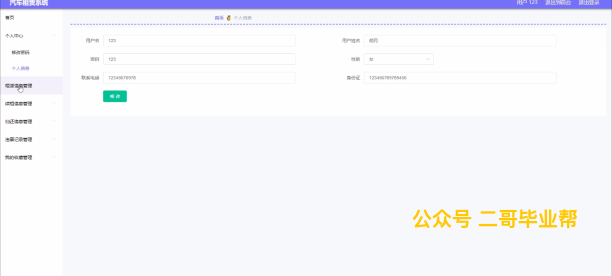 汽车租赁系统
用户 123 退出到前台 退出登录
首页
首页 个人信息
个人中心
修改密码
个人信息
租赁信息管理
续租信息管理
归还信息管理
违章记录管理
我的收藏管理
用户名 123
用户姓名
密码 123
性别 女
联系电话 12345678978
身份证
修改
公众号 二哥毕业帮